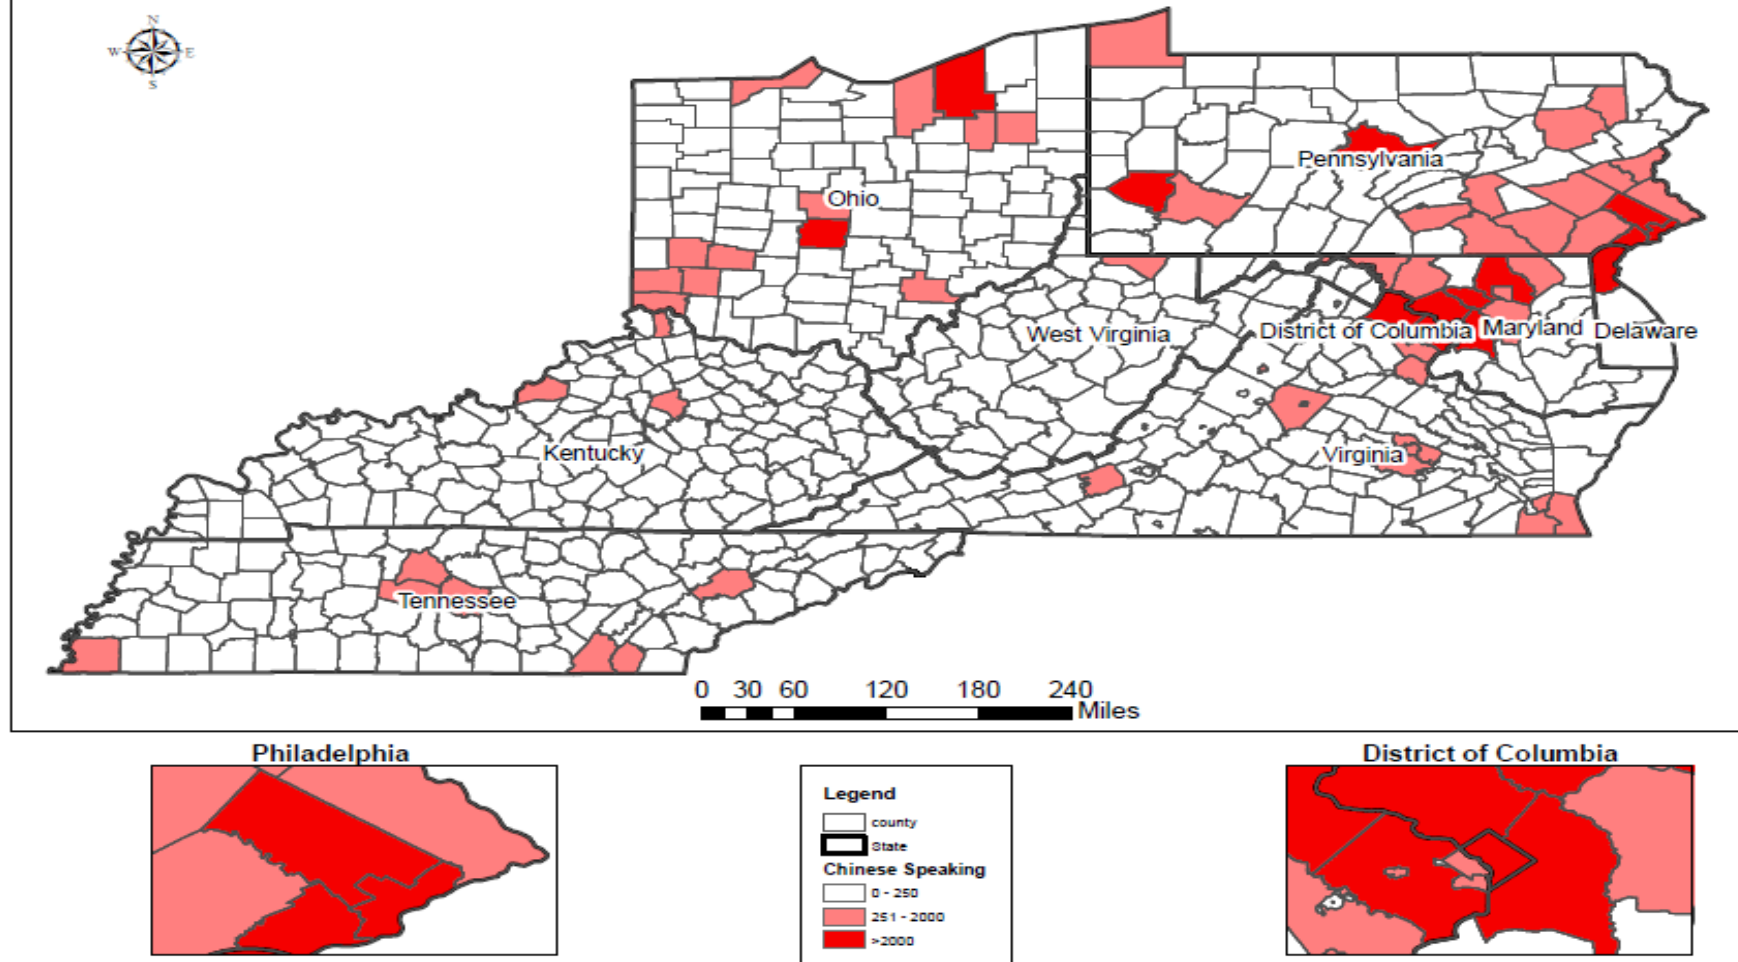 N
W E
S
Pennsylvania
Ohio
West Virginia
District of Columbia
Maryland
Delaware
Kentucky
Virginia
Tennessee
0 30 60 120 180 240
Miles
Philadelphia
District of Columbia
Legend
county
State
Chinese Speaking
0 - 250
251 - 2000
>2000